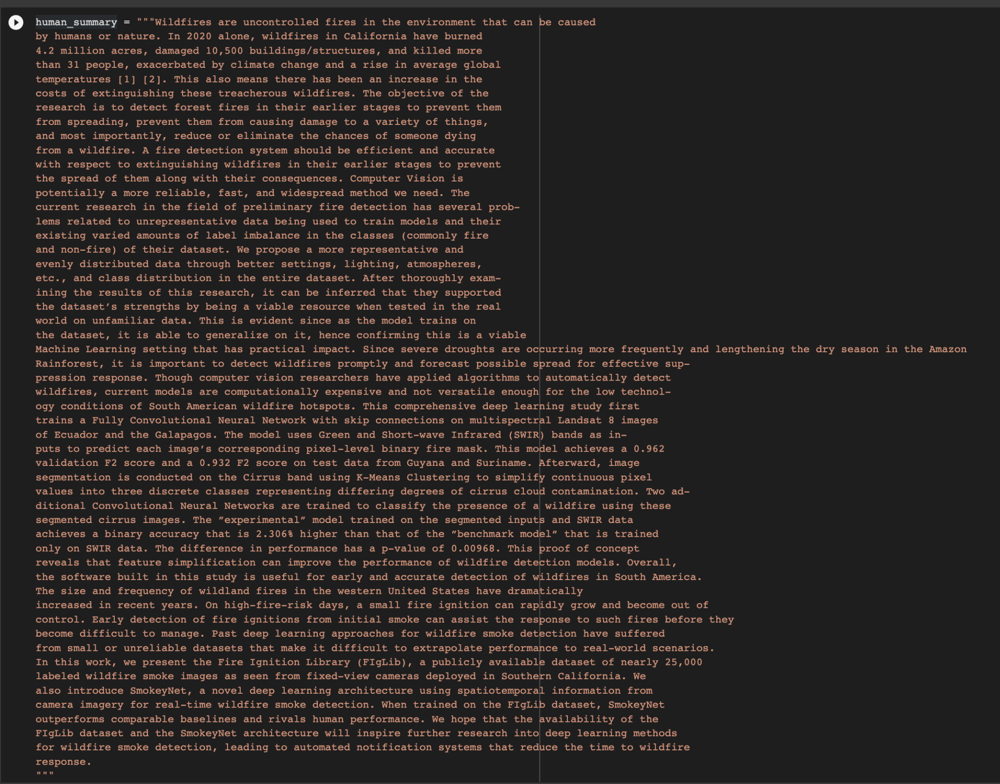 human_summary = """Wildfires are uncontrolled fires in the environment that can be caused
by humans or nature. In 2020 alone, wildfires in California have burned
4.2 million acres, damaged 10,500 buildings/structures, and killed more
than 31 people, exacerbated by climate change and a rise in average global
temperatures [1] [2]. This also means there has been an increase in the
costs of extinguishing these treacherous wildfires. The objective of the
research is to detect forest fires in their earlier stages to prevent them
from spreading, prevent them from causing damage to a variety of things,
and most importantly, reduce or eliminate the chances of someone dying
from a wildfire. A fire detection system should be efficient and accurate
with respect to extinguishing wildfires in their earlier stages to prevent
the spread of them along with their consequences. Computer Vision is
potentially a more reliable, fast, and widespread method we need. The
current research in the field of preliminary fire detection has several prob-
lems related to unrepresentative data being used to train models and their
existing varied amounts of label imbalance in the classes (commonly fire
and non-fire) of their dataset. We propose a more representative and
evenly distributed data through better settings, lighting, atmospheres,
etc., and class distribution in the entire dataset. After thoroughly exam-
ining the results of this research, it can be inferred that they supported
the dataset’s strengths by being a viable resource when tested in the real
world on unfamiliar data. This is evident since as the model trains on
the dataset, it is able to generalize on it, hence confirming this is a viable
Machine Learning setting that has practical impact. Since severe droughts are occurring more frequently and lengthening the dry season in the Amazon
Rainforest, it is important to detect wildfires promptly and forecast possible spread for effective sup-
pression response. Though computer vision researchers have applied algorithms to automatically detect
wildfires, current models are computationally expensive and not versatile enough for the low technol-
ogy conditions of South American wildfire hotspots. This comprehensive deep learning study first
trains a Fully Convolutional Neural Network with skip connections on multispectral Landsat 8 images
of Ecuador and the Galapagos. The model uses Green and Short-wave Infrared (SWIR) bands as in-
puts to predict each image’s corresponding pixel-level binary fire mask. This model achieves a 0.962
validation F2 score and a 0.932 F2 score on test data from Guyana and Suriname. Afterward, image
segmentation is conducted on the Cirrus band using K-Means Clustering to simplify continuous pixel
values into three discrete classes representing differing degrees of cirrus cloud contamination. Two ad-
ditional Convolutional Neural Networks are trained to classify the presence of a wildfire using these
segmented cirrus images. The ”experimental” model trained on the segmented inputs and SWIR data
achieves a binary accuracy that is 2.306% higher than that of the ”benchmark model” that is trained
only on SWIR data. The difference in performance has a p-value of 0.00968. This proof of concept
reveals that feature simplification can improve the performance of wildfire detection models. Overall,
the software built in this study is useful for early and accurate detection of wildfires in South America.
The size and frequency of wildland fires in the western United States have dramatically
increased in recent years. On high-fire-risk days, a small fire ignition can rapidly grow and become out of
control. Early detection of fire ignitions from initial smoke can assist the response to such fires before they
become difficult to manage. Past deep learning approaches for wildfire smoke detection have suffered
from small or unreliable datasets that make it difficult to extrapolate performance to real-world scenarios.
In this work, we present the Fire Ignition Library (FIgLib), a publicly available dataset of nearly 25,000
labeled wildfire smoke images as seen from fixed-view cameras deployed in Southern California. We
also introduce SmokeyNet, a novel deep learning architecture using spatiotemporal information from
camera imagery for real-time wildfire smoke detection. When trained on the FIgLib dataset, SmokeyNet
outperforms comparable baselines and rivals human performance. We hope that the availability of the
FIgLib dataset and the SmokeyNet architecture will inspire further research into deep learning methods
for wildfire smoke detection, leading to automated notification systems that reduce the time to wildfire
response.
"""